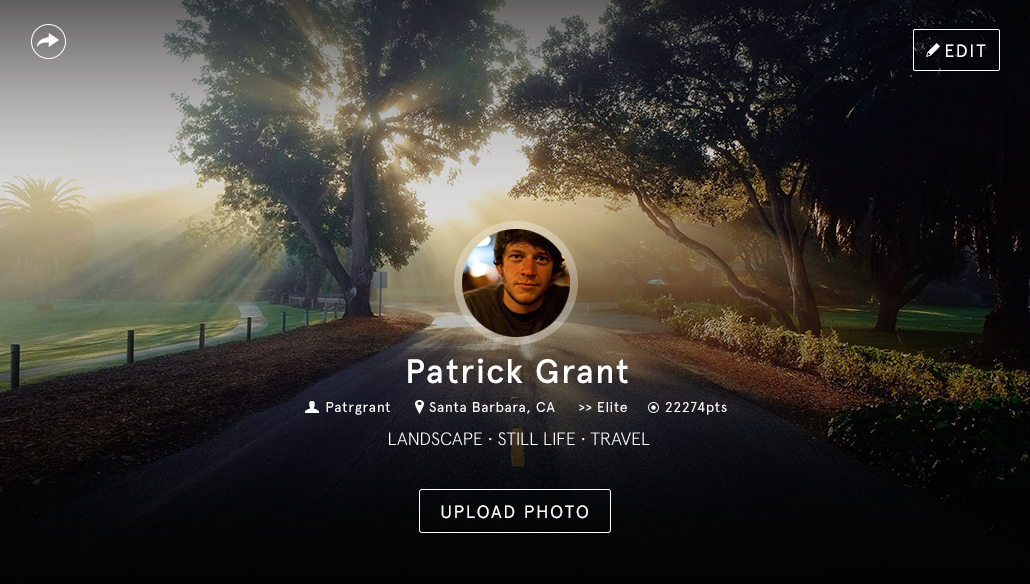 EDIT
Patrick Grant
Patrgrant Santa Barbara, CA >> Elite 22274pts
LANDSCAPE · STILL LIFE · TRAVEL
UPLOAD PHOTO